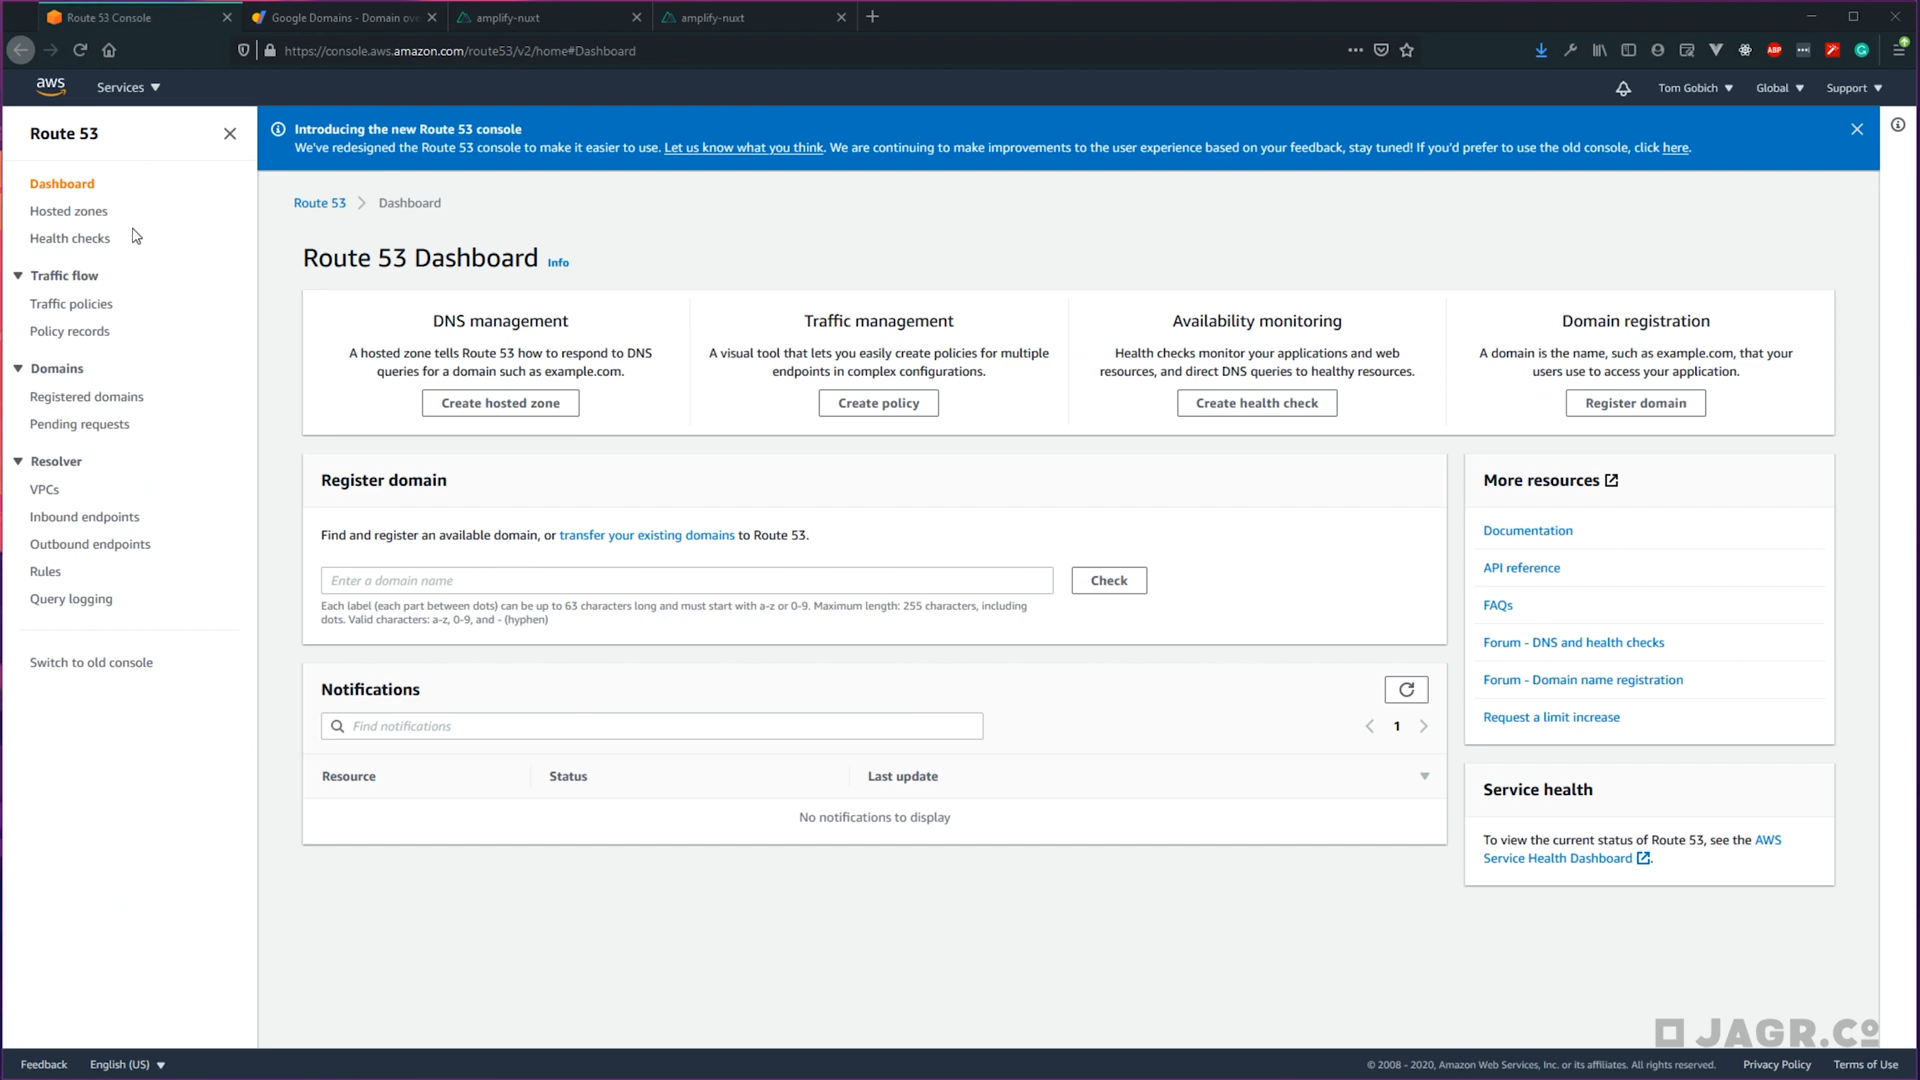 Route 53 Console
Google Domains - Domain ove
amplify-nuxt
amplify-nuxt
https://console.aws.amazon.com/route53/v2/home#Dashboard
ABP
aws
Services
Tom Gobich
Global
Support
Route 53
Introducing the new Route 53 console
We've redesigned the Route 53 console to make it easier to use. Let us know what you think. We are continuing to make improvements to the user experience based on your feedback, stay tuned! If you'd prefer to use the old console, click here.
Dashboard
Hosted zones
Health checks
Traffic flow
Traffic policies
Policy records
Domains
Registered domains
Pending requests
Resolver
VPCs
Inbound endpoints
Outbound endpoints
Rules
Query logging
Switch to old console
Route 53
Dashboard
Route 53 Dashboard Info
DNS management
A hosted zone tells Route 53 how to respond to DNS
queries for a domain such as example.com.
Create hosted zone
Traffic management
A visual tool that lets you easily create policies for multiple
endpoints in complex configurations.
Create policy
Availability monitoring
Health checks monitor your applications and web
resources, and direct DNS queries to healthy resources.
Create health check
Domain registration
A domain is the name, such as example.com, that your
users use to access your application.
Register domain
Register domain
Find and register an available domain, or transfer your existing domains to Route 53.
Enter a domain name
Check
Each label (each part between dots) can be up to 63 characters long and must start with a-z or 0-9. Maximum length: 255 characters, including
dots. Valid characters: a-z, 0-9, and - (hyphen)
Notifications
Find notifications
1
Resource
Status
Last update
No notifications to display
More resources
Documentation
API reference
FAQs
Forum - DNS and health checks
Forum - Domain name registration
Request a limit increase
Service health
To view the current status of Route 53, see the AWS
Service Health Dashboard.
JAGR.Co
Feedback
English (US)
© 2008 - 2020, Amazon Web Services, Inc. or its affiliates. All rights reserved.
Privacy Policy
Terms of Use